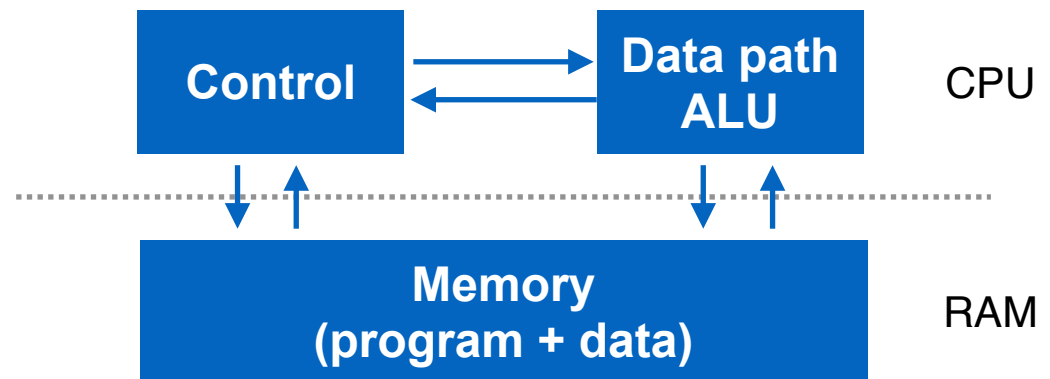 Control
Data path
ALU
CPU
Memory
(program + data)
RAM